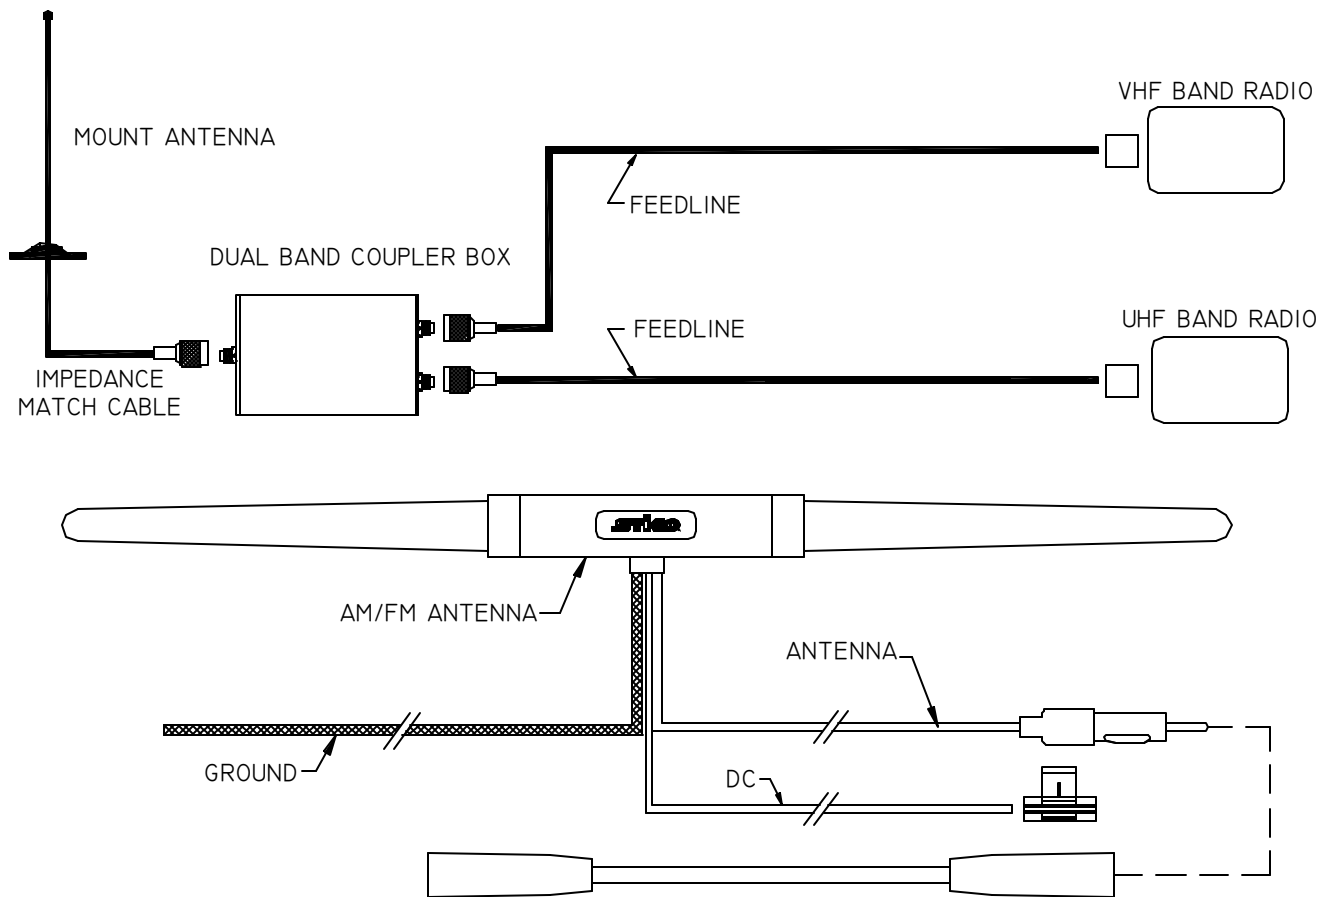 VHF BAND RADIO
MOUNT ANTENNA
FEEDLINE
DUAL BAND COUPLER BOX
UHF BAND RADIO
FEEDLINE
IMPEDANCE
MATCH CABLE
AM/FM ANTENNA
ANTENNA
GROUND
DC